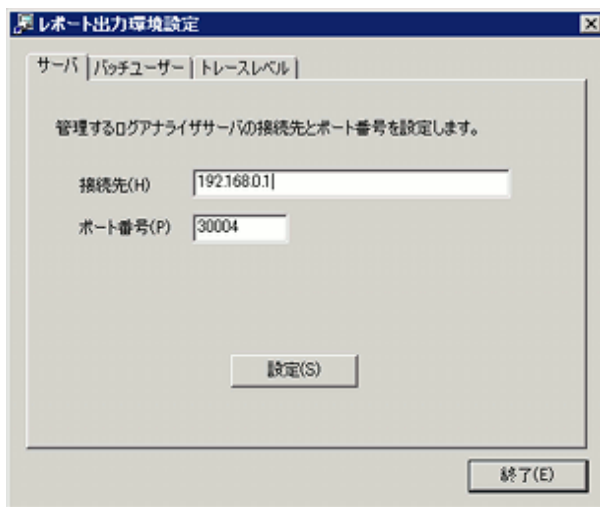 レポート出力環境設定
サーバ バッチユーザー トレースレベル
管理するログアナライザサーバの接続先とポート番号を設定します。
接続先(H) 192.168.0.1
ポート番号(P) 30004
設定(S)
終了(E)